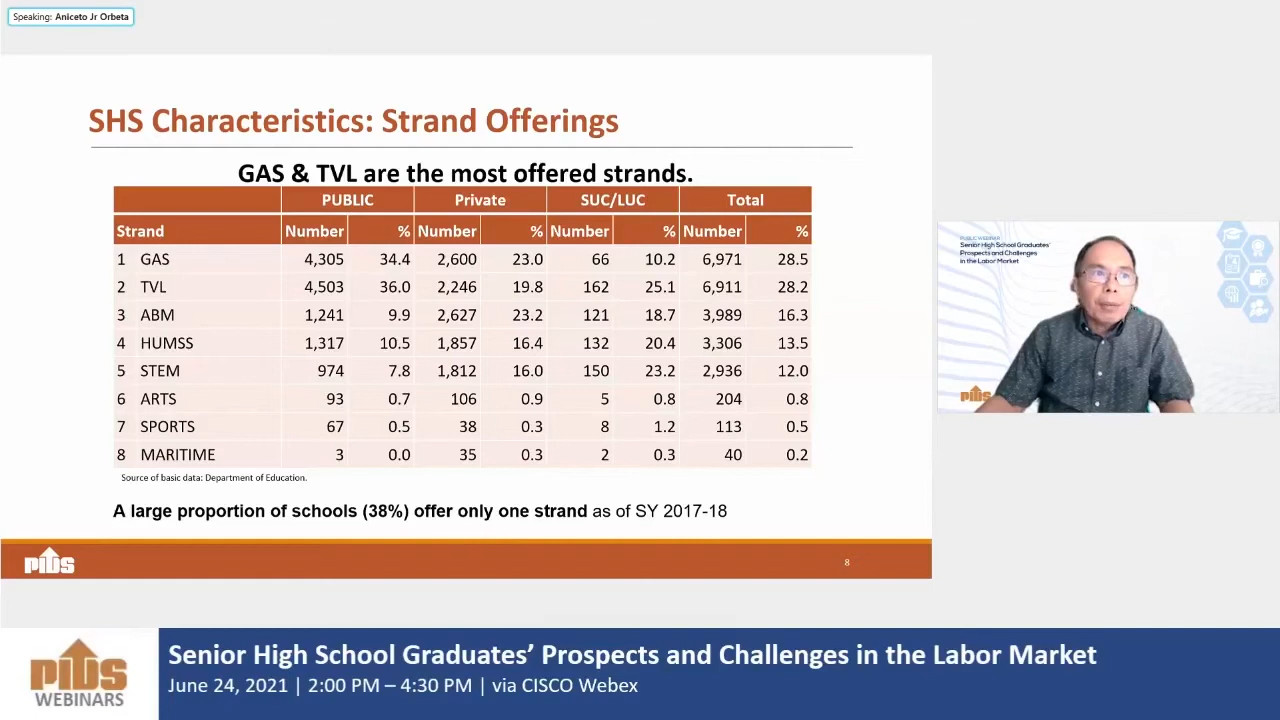 Speaking: Aniceto Jr Orbeta
SHS Characteristics: Strand Offerings
GAS & TVL are the most offered strands.
PUBLIC Private SUC/LUC Total
Strand Number % Number % Number % Number %
1 GAS 4,305 34.4 2,600 23.0 66 10.2 6,971 28.5
2 TVL 4,503 36.0 2,246 19.8 162 25.1 6,911 28.2
3 ABM 1,241 9.9 2,627 23.2 121 18.7 3,989 16.3
4 HUMSS 1,317 10.5 1,857 16.4 132 20.4 3,306 13.5
5 STEM 974 7.8 1,812 16.0 150 23.2 2,936 12.0
6 ARTS 93 0.7 106 0.9 5 0.8 204 0.8
7 SPORTS 67 0.5 38 0.3 8 1.2 113 0.5
8 MARITIME 3 0.0 35 0.3 2 0.3 40 0.2
Source of basic data: Department of Education.
A large proportion of schools (38%) offer only one strand as of SY 2017-18
PIDS
8
PUBLIC WEBINAR
Senior High School Graduates'
Prospects and Challenges
in the Labor Market
PIDS
PIDS
WEBINARS
Senior High School Graduates' Prospects and Challenges in the Labor Market
June 24, 2021 | 2:00 PM – 4:30 PM | via CISCO Webex